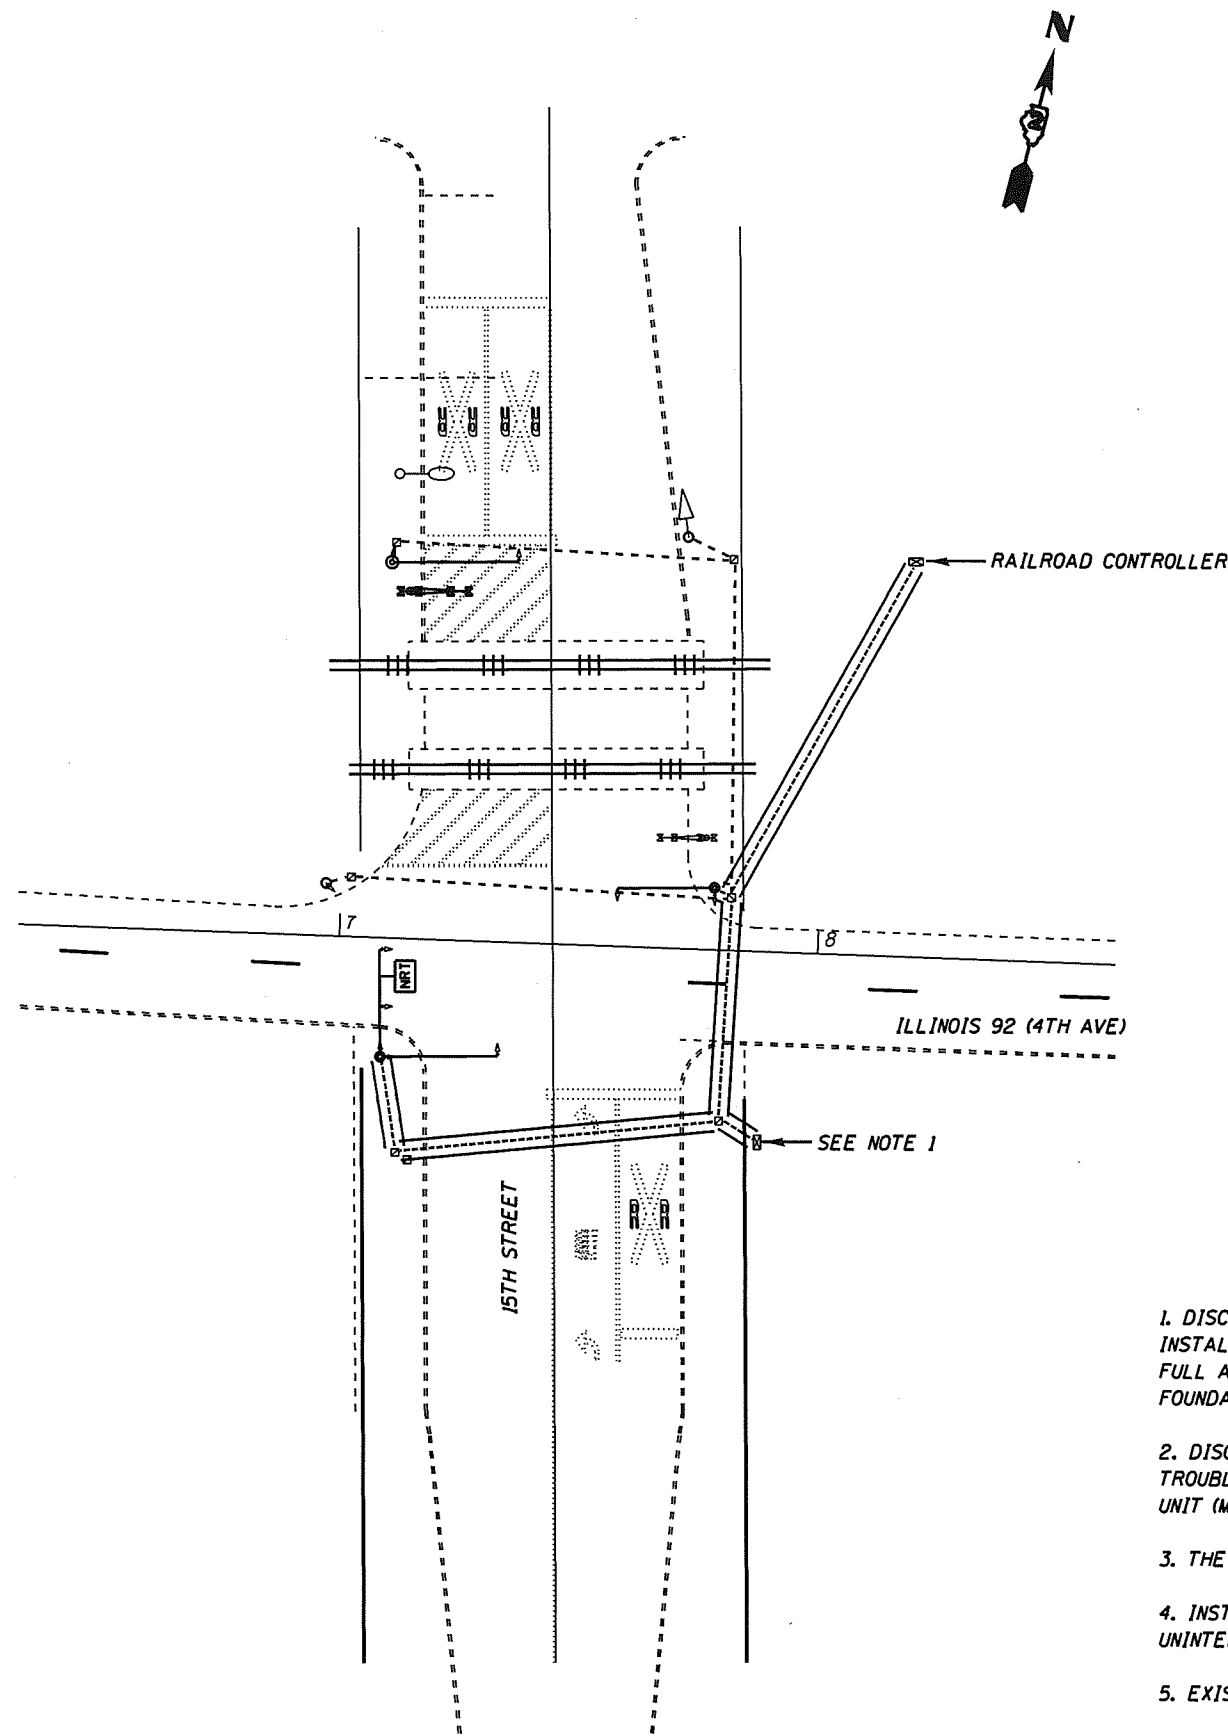 N
RAILROAD CONTROLLER
7
8
NRT
ILLINOIS 92 (4TH AVE)
SEE NOTE 1
15TH STREET
1. DISC
INSTAL
FULL A
FOUNDA
2. DISC
TROUBL
UNIT (M
3. THE
4. INST
UNINTE
5. EXIS